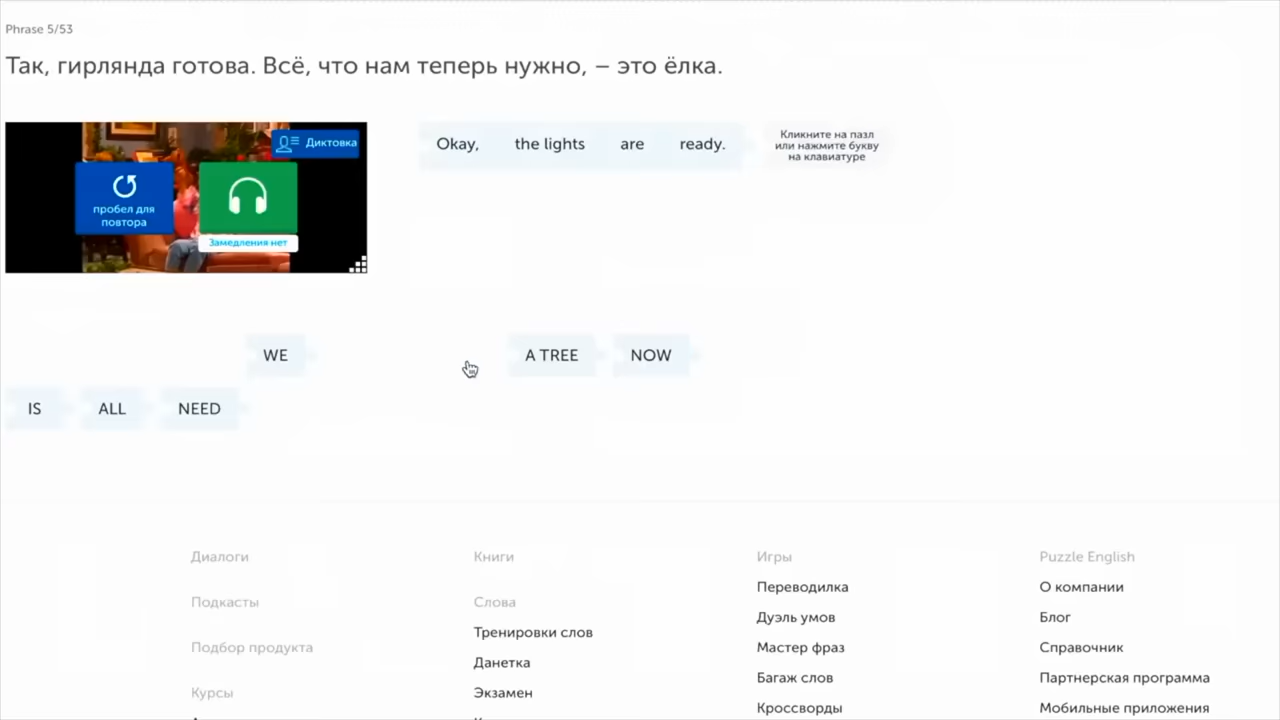 Phrase 5/53
Так, гирлянда готова. Всё, что нам теперь нужно, – это ёлка.
Диктовка
пробел для
повтора
Замедления нет
Okay, the lights are ready.
Кликните на пазл
или нажмите букву
на клавиатуре
WE A TREE NOW
IS ALL NEED
Диалоги
Подкасты
Подбор продукта
Курсы
Книги
Слова
Тренировки слов
Данетка
Экзамен
Игры
Переводилка
Дуэль умов
Мастер фраз
Багаж слов
Кроссворды
Puzzle English
О компании
Блог
Справочник
Партнерская программа
Мобильные приложения